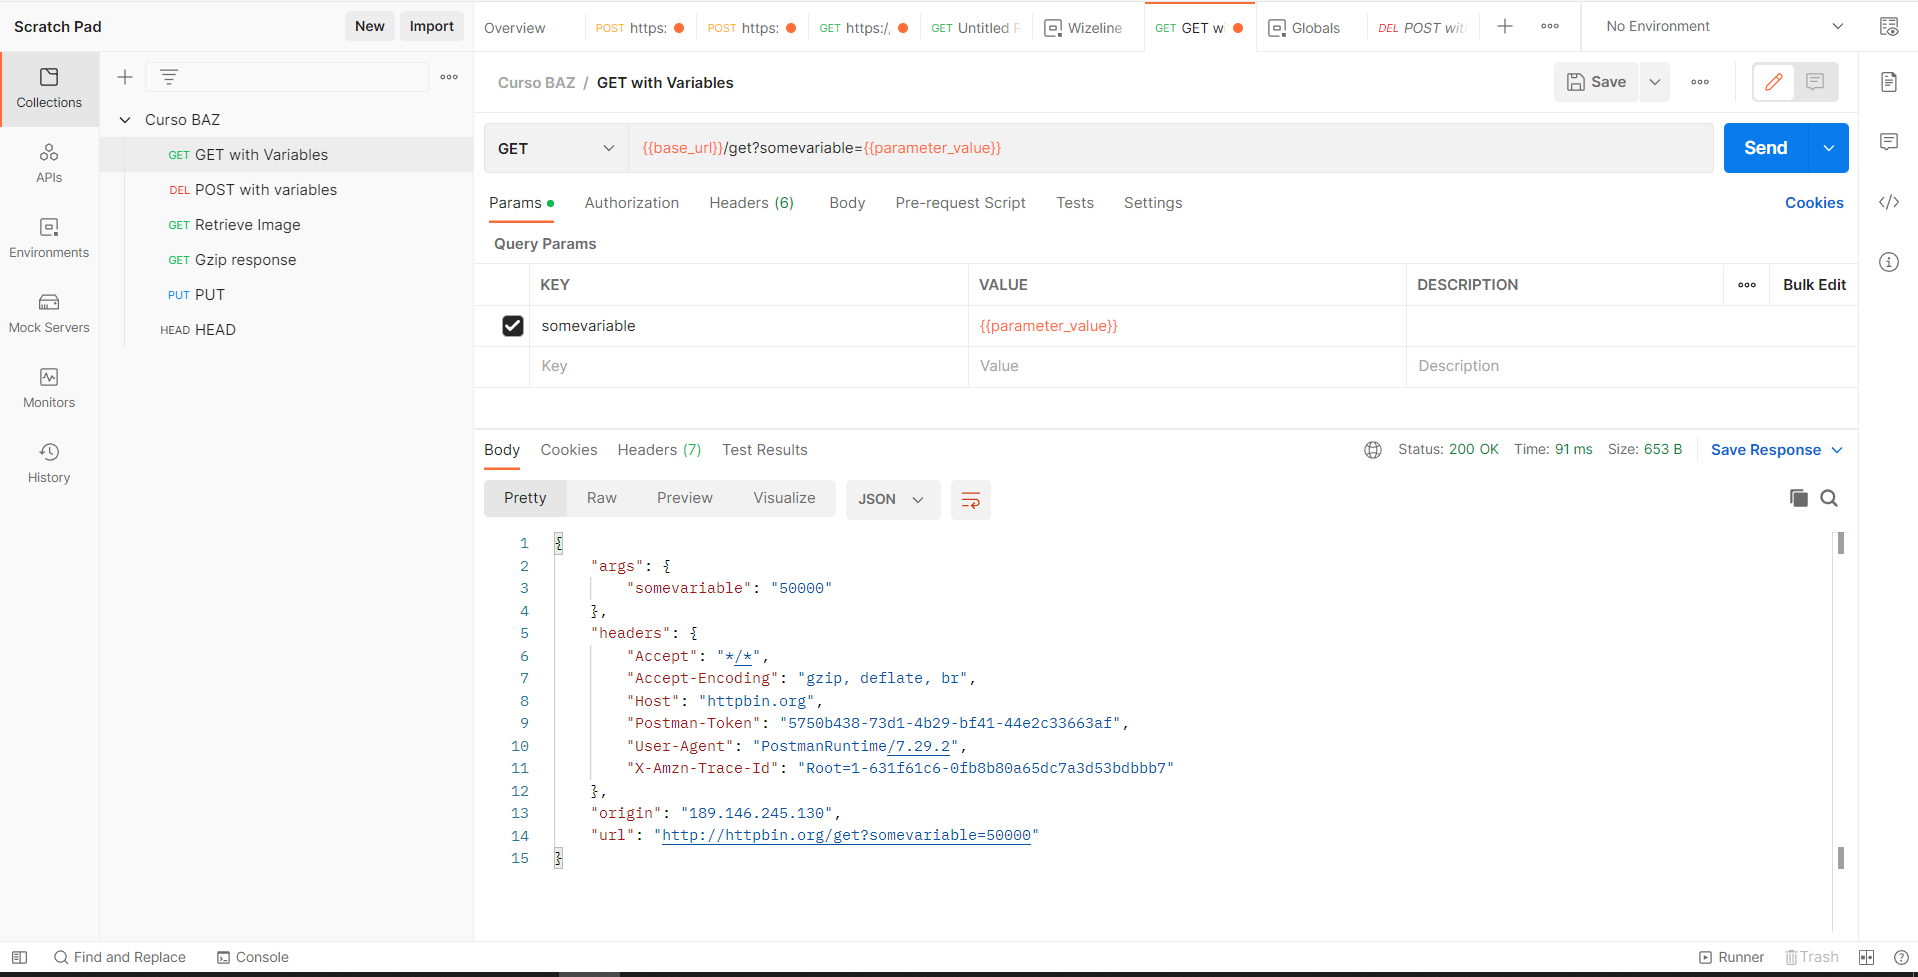 Scratch Pad
New
Import
Overview
POST https:
POST https:
GET https:/,
GET Untitled R
Wizeline
GET GET wi
Globals
DEL POST wit
No Environment
Collections
APIs
Environments
Mock Servers
Monitors
History
Curso BAZ
GET GET with Variables
DEL POST with variables
GET Retrieve Image
GET Gzip response
PUT PUT
HEAD HEAD
Curso BAZ / GET with Variables
Save
GET
{{base_url}}/get?somevariable={{parameter_value}}
Send
Params
Authorization
Headers (6)
Body
Pre-request Script
Tests
Settings
Cookies
Query Params
KEY
VALUE
DESCRIPTION
Bulk Edit
somevariable
{{parameter_value}}
Key
Value
Description
Body
Cookies
Headers (7)
Test Results
Status: 200 OK
Time: 91 ms
Size: 653 B
Save Response
Pretty
Raw
Preview
Visualize
JSON
1 {
2 "args": {
3 "somevariable": "50000"
4 },
5 "headers": {
6 "Accept": "*/*",
7 "Accept-Encoding": "gzip, deflate, br",
8 "Host": "httpbin.org",
9 "Postman-Token": "5750b438-73d1-4b29-bf41-44e2c33663af",
10 "User-Agent": "PostmanRuntime/7.29.2",
11 "X-Amzn-Trace-Id": "Root=1-631f61c6-0fb8b80a65dc7a3d53bdbbb7"
12 },
13 "origin": "189.146.245.130",
14 "url": "http://httpbin.org/get?somevariable=50000"
15 }
Find and Replace
Console
Runner
Trash